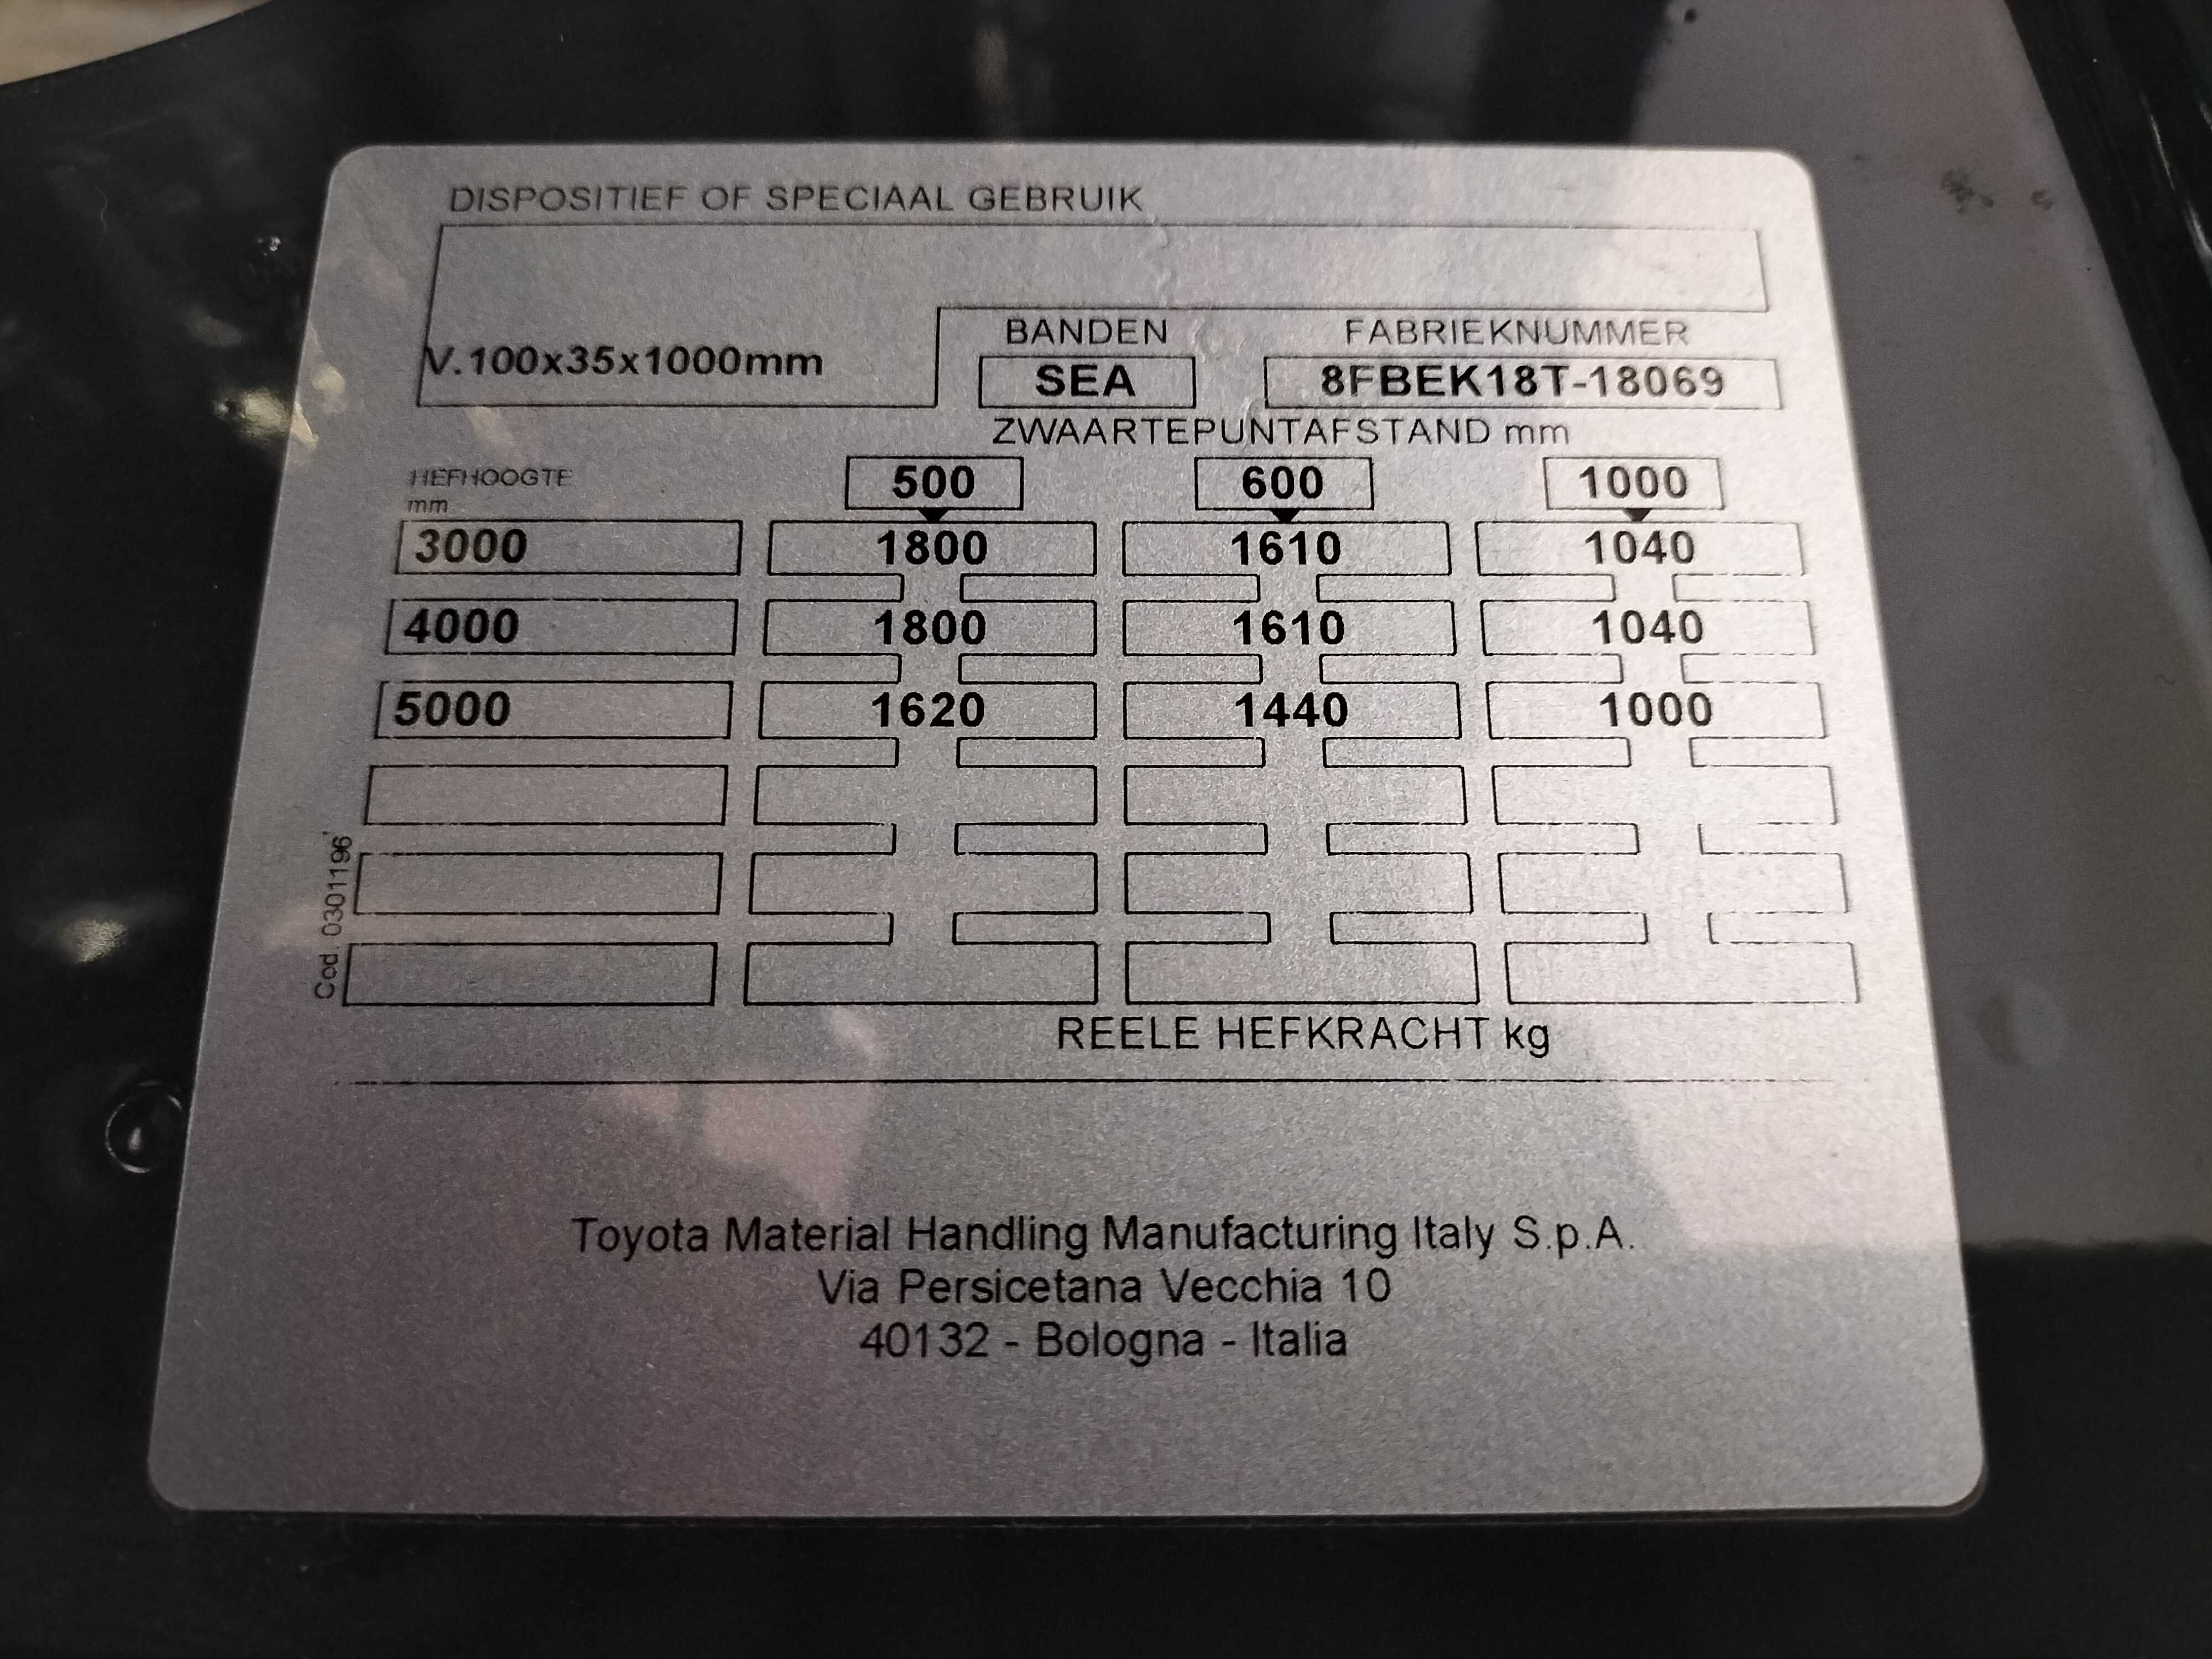 DISPOSITIEF OF SPECIAAL GEBRUIK
V.100x35x1000mm
BANDEN
SEA
FABRIEKNUMMER
8FBEK18T-18069
ZWAARTEPUNTAFSTAND mm
HEFHOOGTE
mm
500 600 1000
3000 1800 1610 1040
4000 1800 1610 1040
5000 1620 1440 1000
Cod. 0301196
REELE HEFKRACHT kg
Toyota Material Handling Manufacturing Italy S.p.A.
Via Persicetana Vecchia 10
40132 - Bologna - Italia